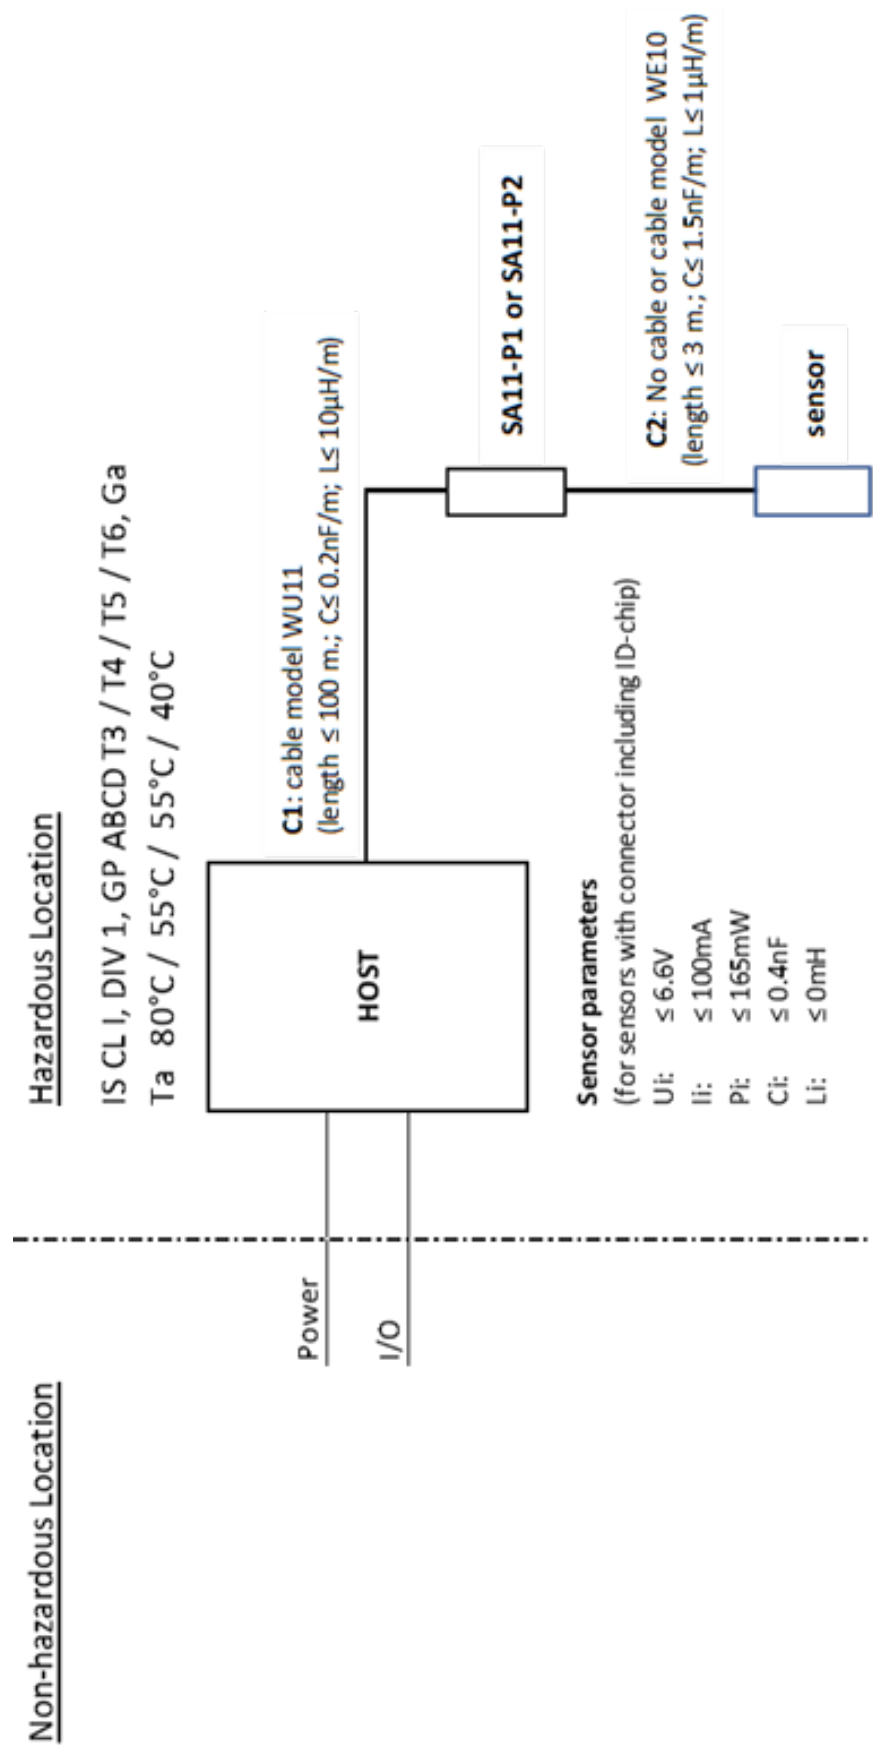 Non-hazardous Location
Hazardous Location
IS CL I, DIV 1, GP ABCD T3 / T4 / T5 / T6, Ga
Ta 80°C / 55°C / 55°C / 40°C
Power
I/O
HOST
C1: cable model WU11
(length ≤ 100 m.; C≤ 0.2nF/m; L≤ 10µH/m)
SA11-P1 or SA11-P2
C2: No cable or cable model WE10
(length ≤ 3 m.; C≤ 1.5nF/m; L≤ 1µH/m)
sensor
Sensor parameters
(for sensors with connector including ID-chip)
Ui: ≤ 6.6V
Ii: ≤ 100mA
Pi: ≤ 165mW
Ci: ≤ 0.4nF
Li: ≤ 0mH